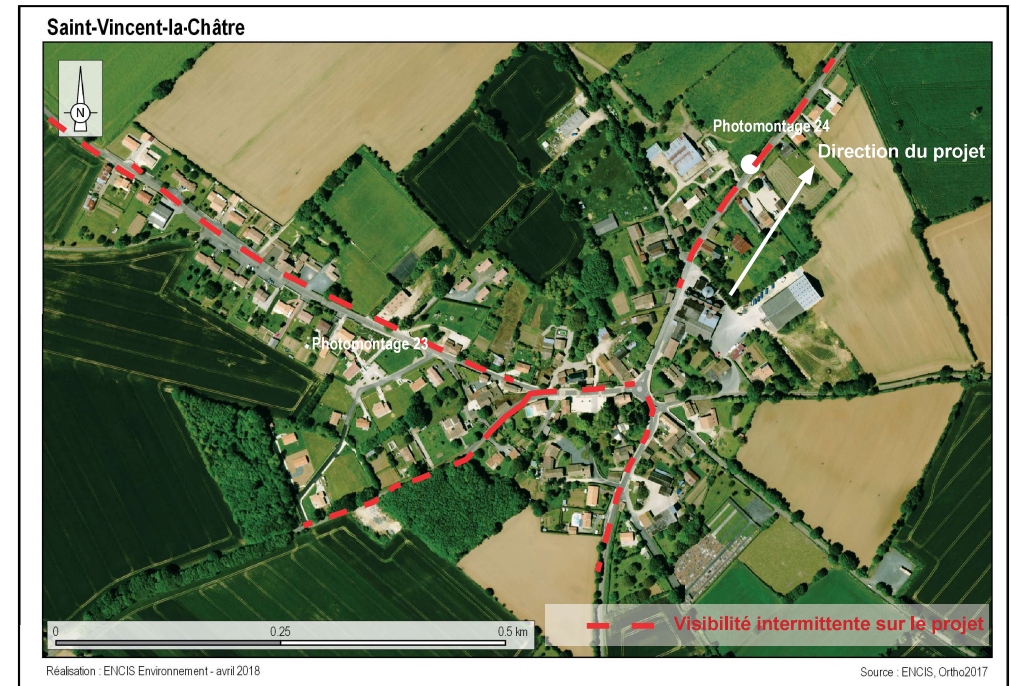 Saint-Vincent-la-Châtre
N
Photomontage 24
Direction du projet
Photomontage 23
0 0.25 0.5 km
Visibilité intermittente sur le projet
Réalisation : ENCIS Environnement - avril 2018
Source : ENCIS, Ortho2017